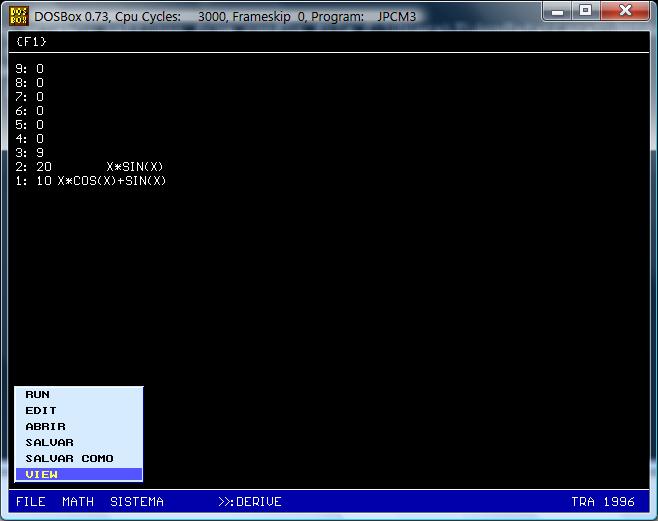 DOS BOX DOSBox 0.73, Cpu Cycles: 3000, Frameskip 0, Program: JPCM3
{F1}
9: 0
8: 0
7: 0
6: 0
5: 0
4: 0
3: 9
2: 20 X*SIN(X)
1: 10 X*COS(X)+SIN(X)
RUN
EDIT
ABRIR
SALVAR
SALVAR COMO
VIEW
FILE MATH SISTEMA >>:DERIVE TRA 1996